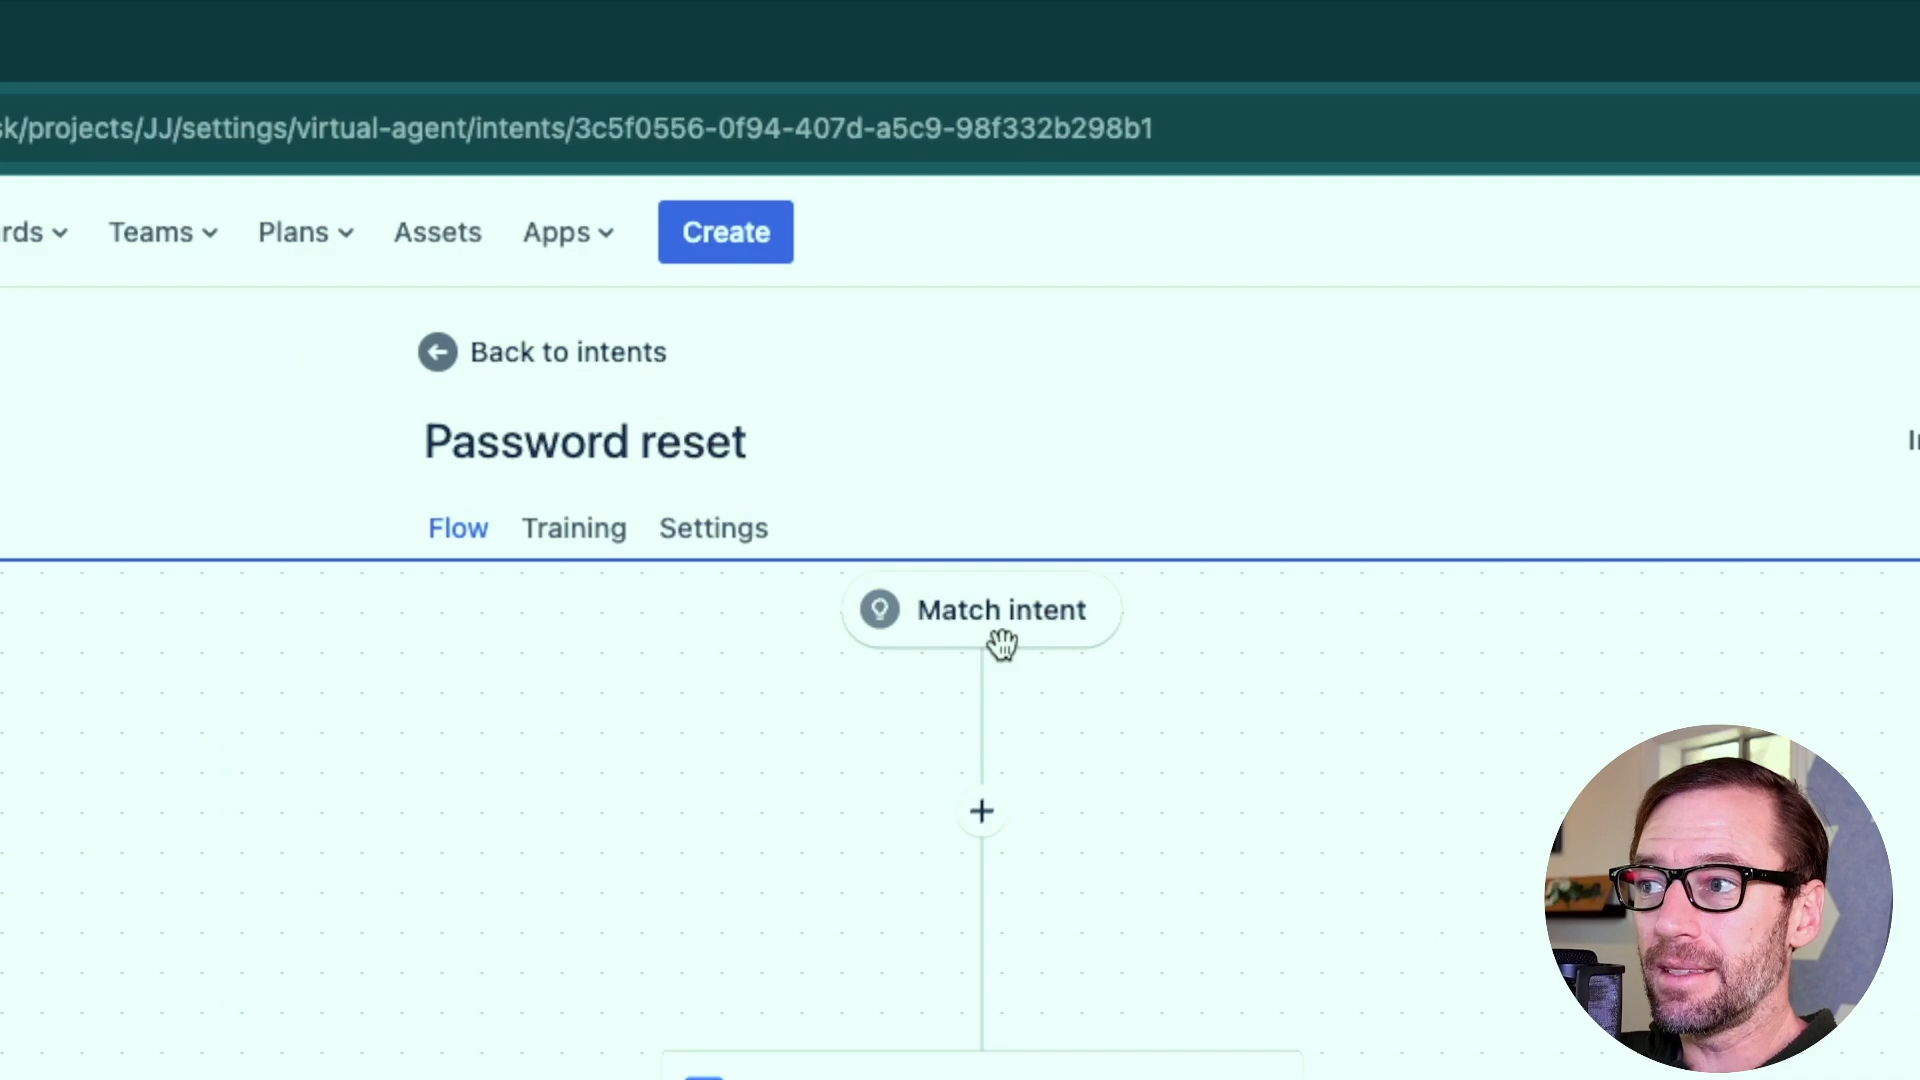 sk/projects/JJ/settings/virtual-agent/intents/3c5f0556-0f94-407d-a5c9-98f332b298b1
rds Teams Plans Assets Apps Create
Back to intents
Password reset
Flow Training Settings
Match intent